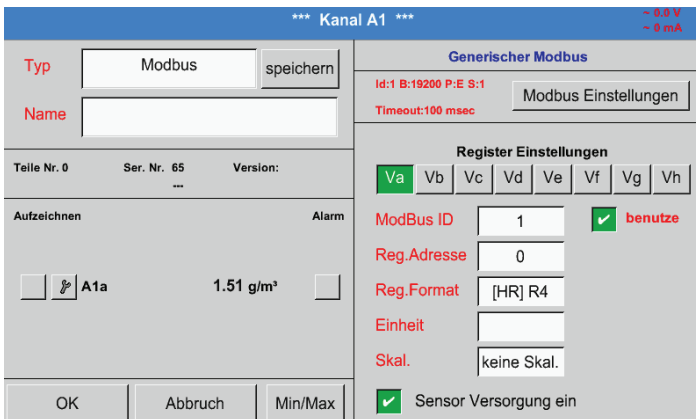 *** Kanal A1 ***
~ 0.0 V
~ 0 mA
Typ
Modbus
speichern
Name
Teile Nr. 0 Ser. Nr. 65 Version:
---
Aufzeichnen Alarm
A1a 1.51 g/m³
OK Abbruch Min/Max
Generischer Modbus
Id:1 B:19200 P:E S:1
Timeout:100 msec
Modbus Einstellungen
Register Einstellungen
Va Vb Vc Vd Ve Vf Vg Vh
ModBus ID 1 benutze
Reg.Adresse 0
Reg.Format [HR] R4
Einheit
Skal. keine Skal.
Sensor Versorgung ein